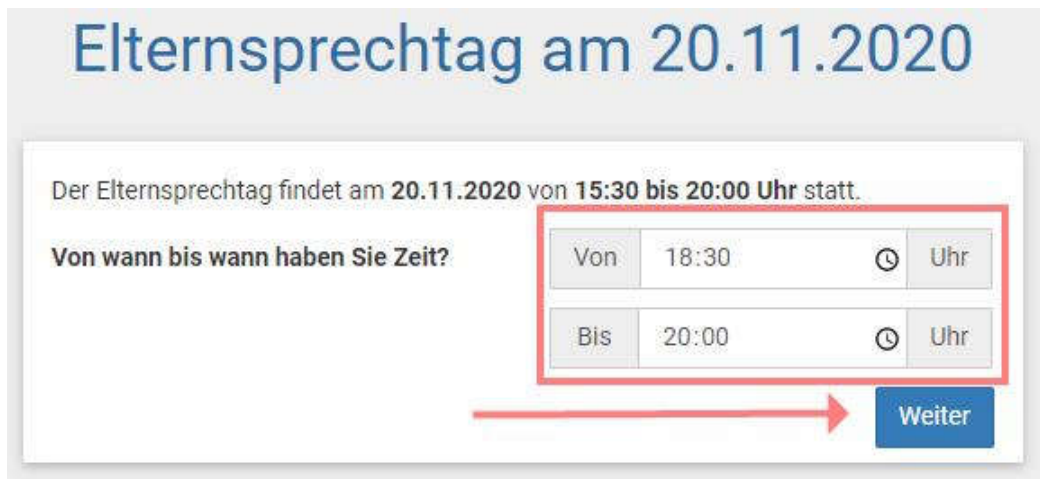 Elternsprechtag am 20.11.2020
Der Elternsprechtag findet am 20.11.2020 von 15:30 bis 20:00 Uhr statt.
Von wann bis wann haben Sie Zeit? Von 18:30 Uhr
Bis 20:00 Uhr
Weiter